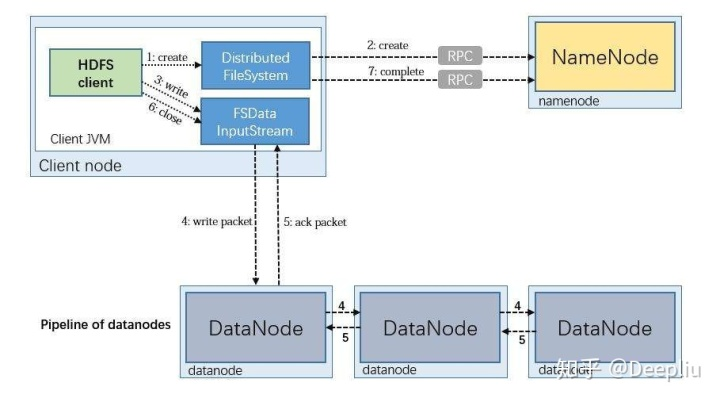 HDFS
client
1: create
3: write
6: close
Distributed
FileSystem
FSData
InputStream
Client JVM
Client node
2: create
RPC
7: complete
RPC
NameNode
namenode
4: write packet
5: ack packet
Pipeline of datanodes
DataNode
datanode
4
5
DataNode
datanode
4
5
DataNode
datanode
知乎 @Deepliu